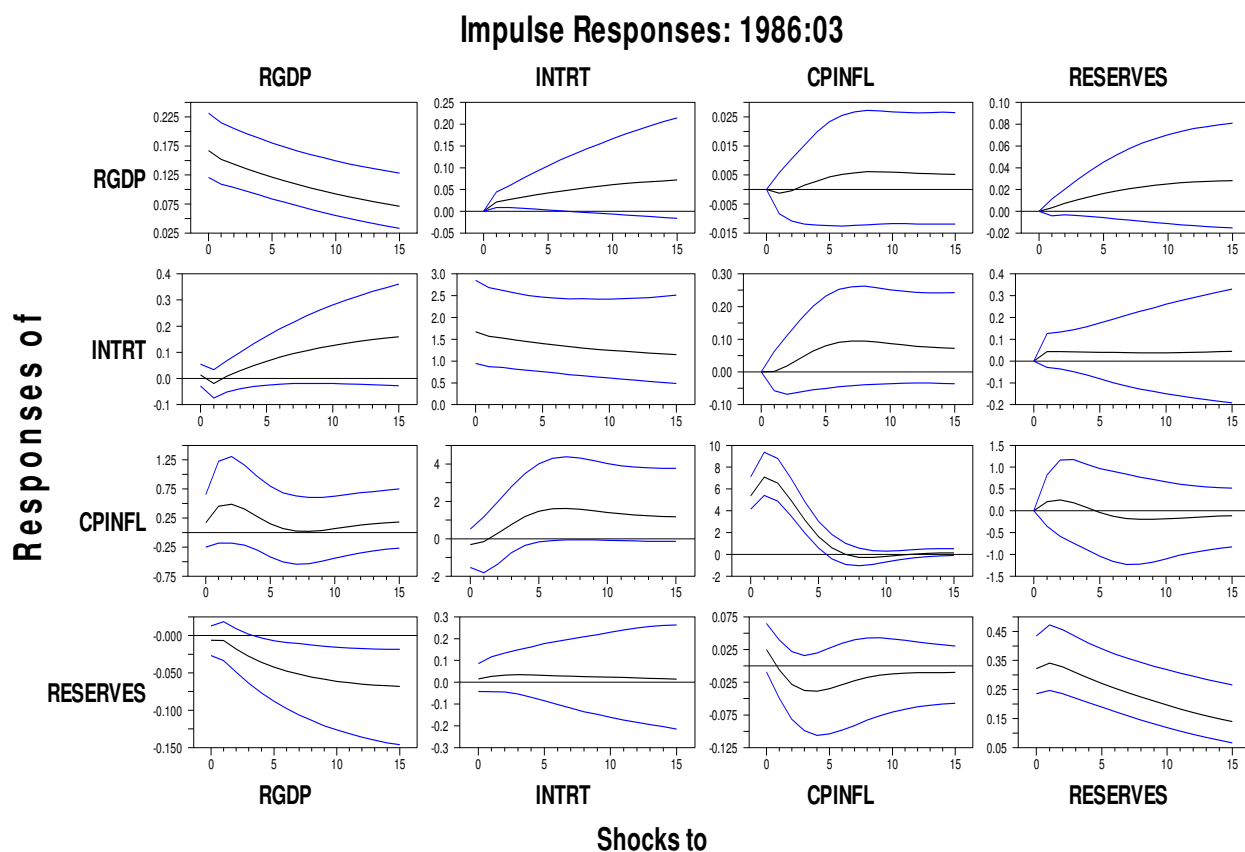 Impulse Responses: 1986:03
RGDP INTRT CPINFL RESERVES
Responses of
RGDP
0.225 0.175 0.125 0.075 0.025
0 5 10 15
0.25 0.20 0.15 0.10 0.05 0.00 -0.05
0 5 10 15
0.025 0.005 -0.005 -0.015
0 5 10 15
0.10 0.08 0.06 0.04 0.02 0.00 -0.02
0 5 10 15
INTRT
0.4 0.3 0.2 0.1 0.0 -0.1
0 5 10 15
3.0 2.5 2.0 1.5 1.0 0.5 0.0
0 5 10 15
0.30 0.20 0.10 0.00 -0.10
0 5 10 15
0.4 0.3 0.2 0.1 0.0 -0.1 -0.2
0 5 10 15
CPINFL
1.25 0.75 0.25 -0.25 -0.75
0 5 10 15
4 2 0 -2
0 5 10 15
10 8 6 4 2 0 -2
0 5 10 15
1.5 1.0 0.5 0.0 -0.5 -1.0 -1.5
0 5 10 15
RESERVES
-0.000 -0.050 -0.100 -0.150
0 5 10 15
0.3 0.2 0.1 0.0 -0.1 -0.2 -0.3
0 5 10 15
0.075 0.025 -0.025 -0.075 -0.125
0 5 10 15
0.45 0.35 0.25 0.15 0.05
0 5 10 15
RGDP INTRT CPINFL RESERVES
Shocks to